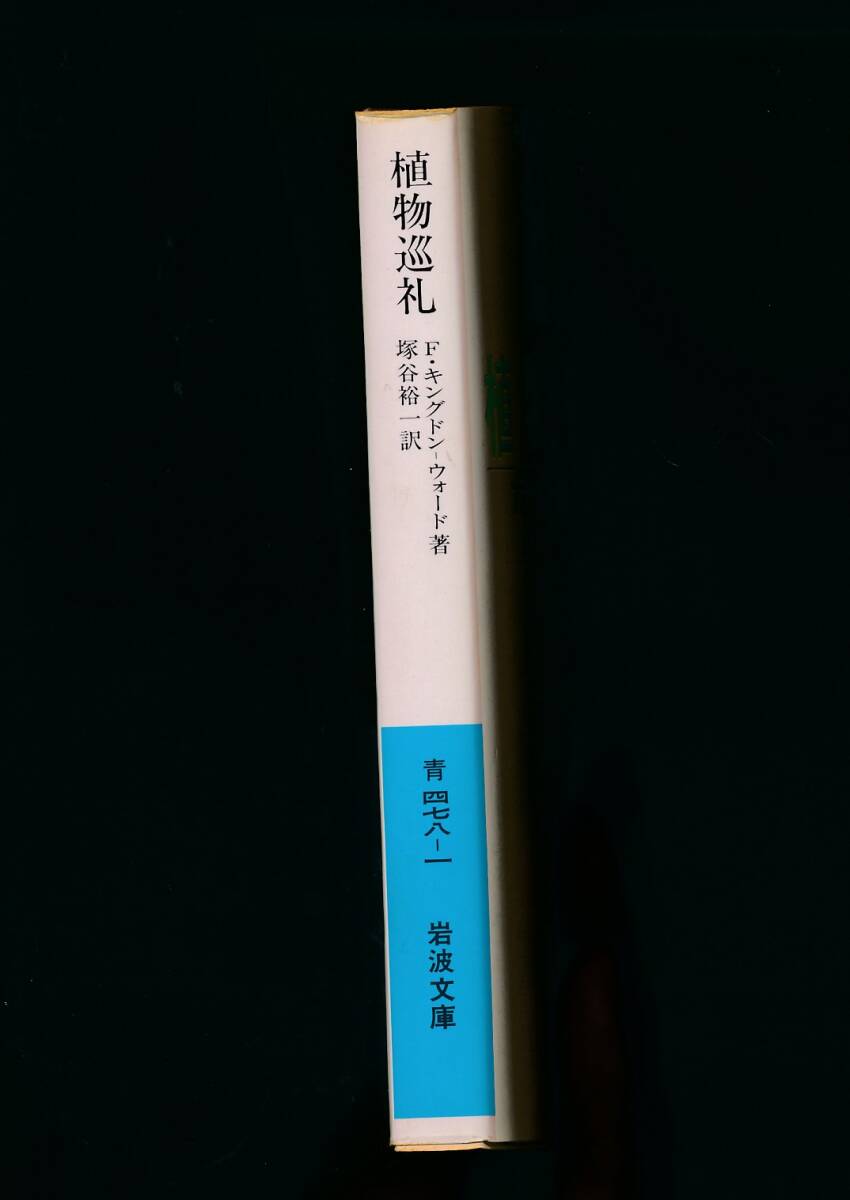 植物巡礼
F・キングドン-ウォード著
塚谷裕一訳
青四七八-一
岩波文庫
植